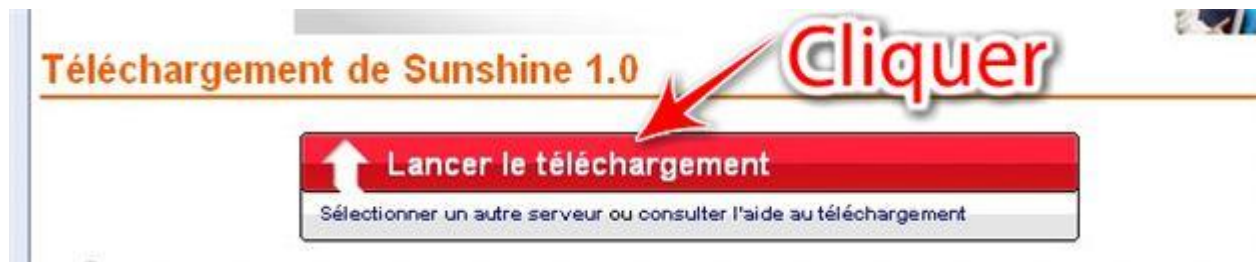 Cliquer
Téléchargement de Sunshine 1.0
Lancer le téléchargement
Sélectionner un autre serveur ou consulter l'aide au téléchargement